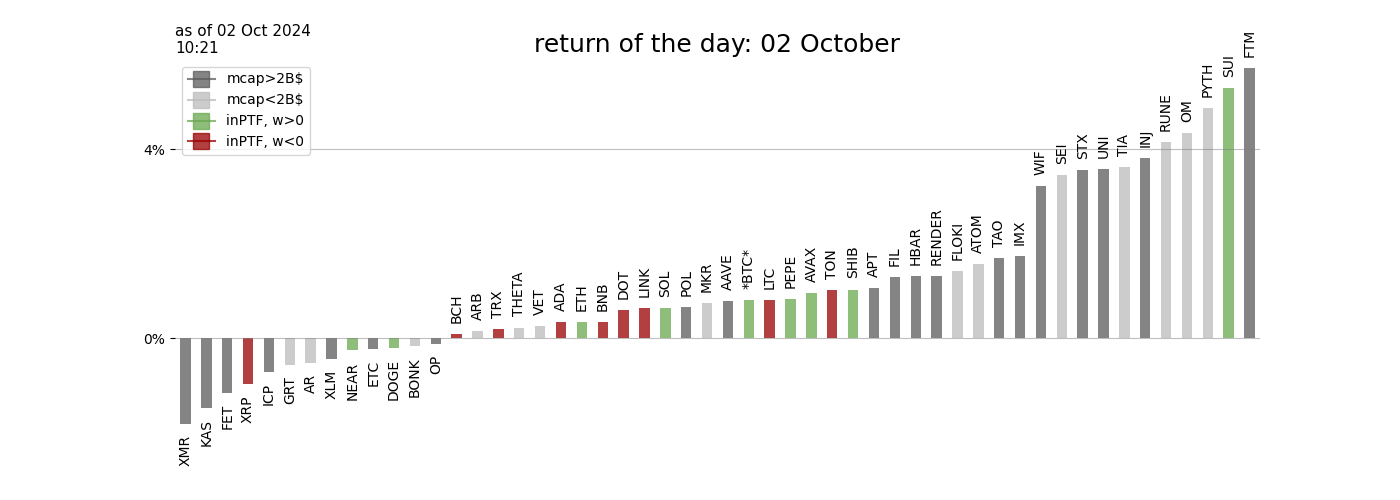 as of 02 Oct 2024
10:21
return of the day: 02 October
mcap>2B$
mcap<2B$
inPTF, w>0
inPTF, w<0
4%
0%
XMR
KAS
FET
XRP
ICP
GRT
AR
XLM
NEAR
ETC
DOGE
BONK
OP
BCH
ARB
TRX
THETA
VET
ADA
ETH
BNB
DOT
LINK
SOL
POL
MKR
AAVE
*BTC*
LTC
PEPE
AVAX
TON
SHIB
APT
FIL
HBAR
RENDER
FLOKI
ATOM
TAO
IMX
WIF
SEI
STX
UNI
TIA
INJ
RUNE
OM
PYTH
SUI
FTM